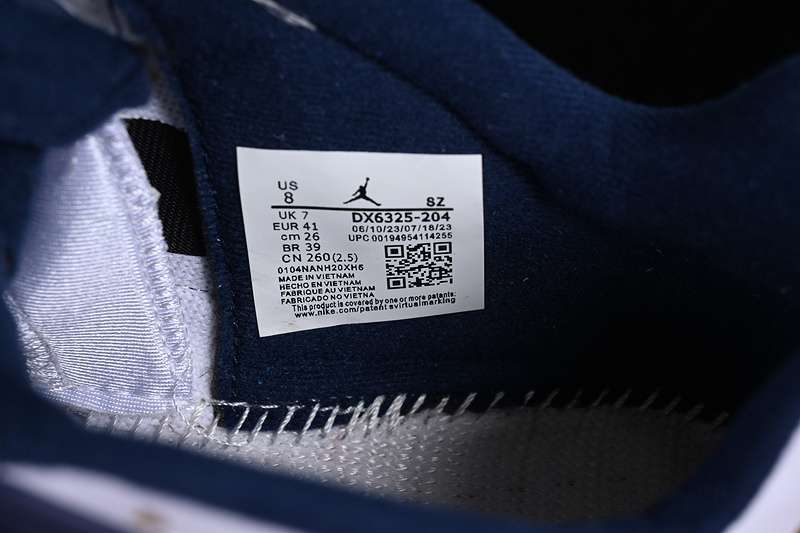 US
8
SZ
UK 7
DX6325-204
EUR 41
06/10/23/07/18/23
cm 26
UPC 00194954114255
BR 39
CN 260(2.5)
0104NANH20XH6
MADE IN VIETNAM
HECHO EN VIETNAM
FABRIQUE AU VIETNAM
FABRICADO NO VIETNA
This product is covered by one or more patents:
www.nike.com/patent svirtualmarking